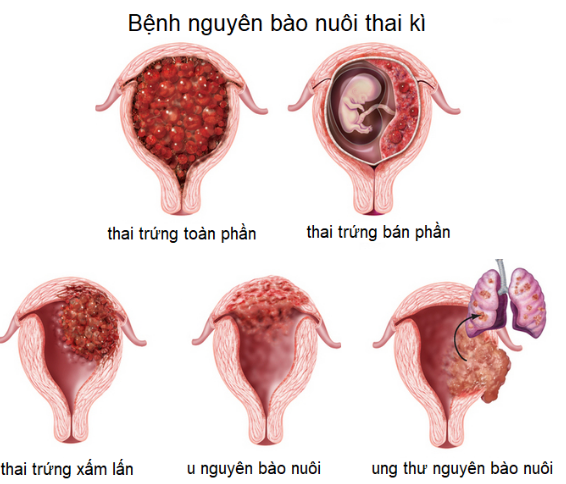 Bệnh nguyên bào nuôi thai kì
thai trứng toàn phần
thai trứng bán phần
thai trứng xấm lấn
u nguyên bào nuôi
ung thư nguyên bào nuôi